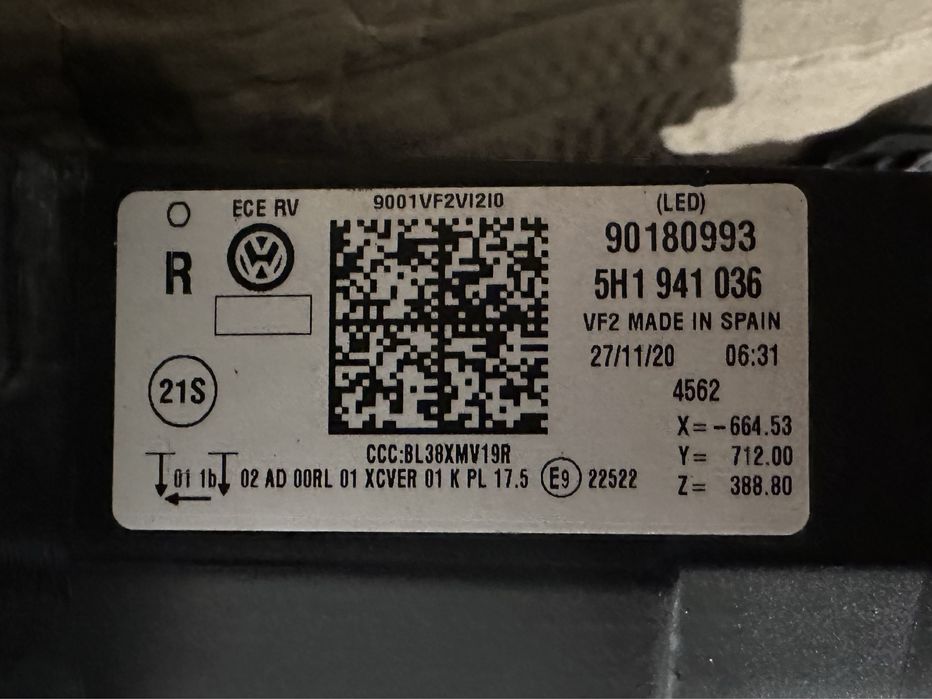 O
R
ECE RV
21S
9001VF2VI2I0
(LED)
90180993
5H1 941 036
VF2 MADE IN SPAIN
27/11/20 06:31
4562
X= -664.53
Y= 712.00
Z= 388.80
CCC:BL38XMV19R
01 1b 02 AD 00RL 01 XCVER 01 K PL 17.5 E9 22522